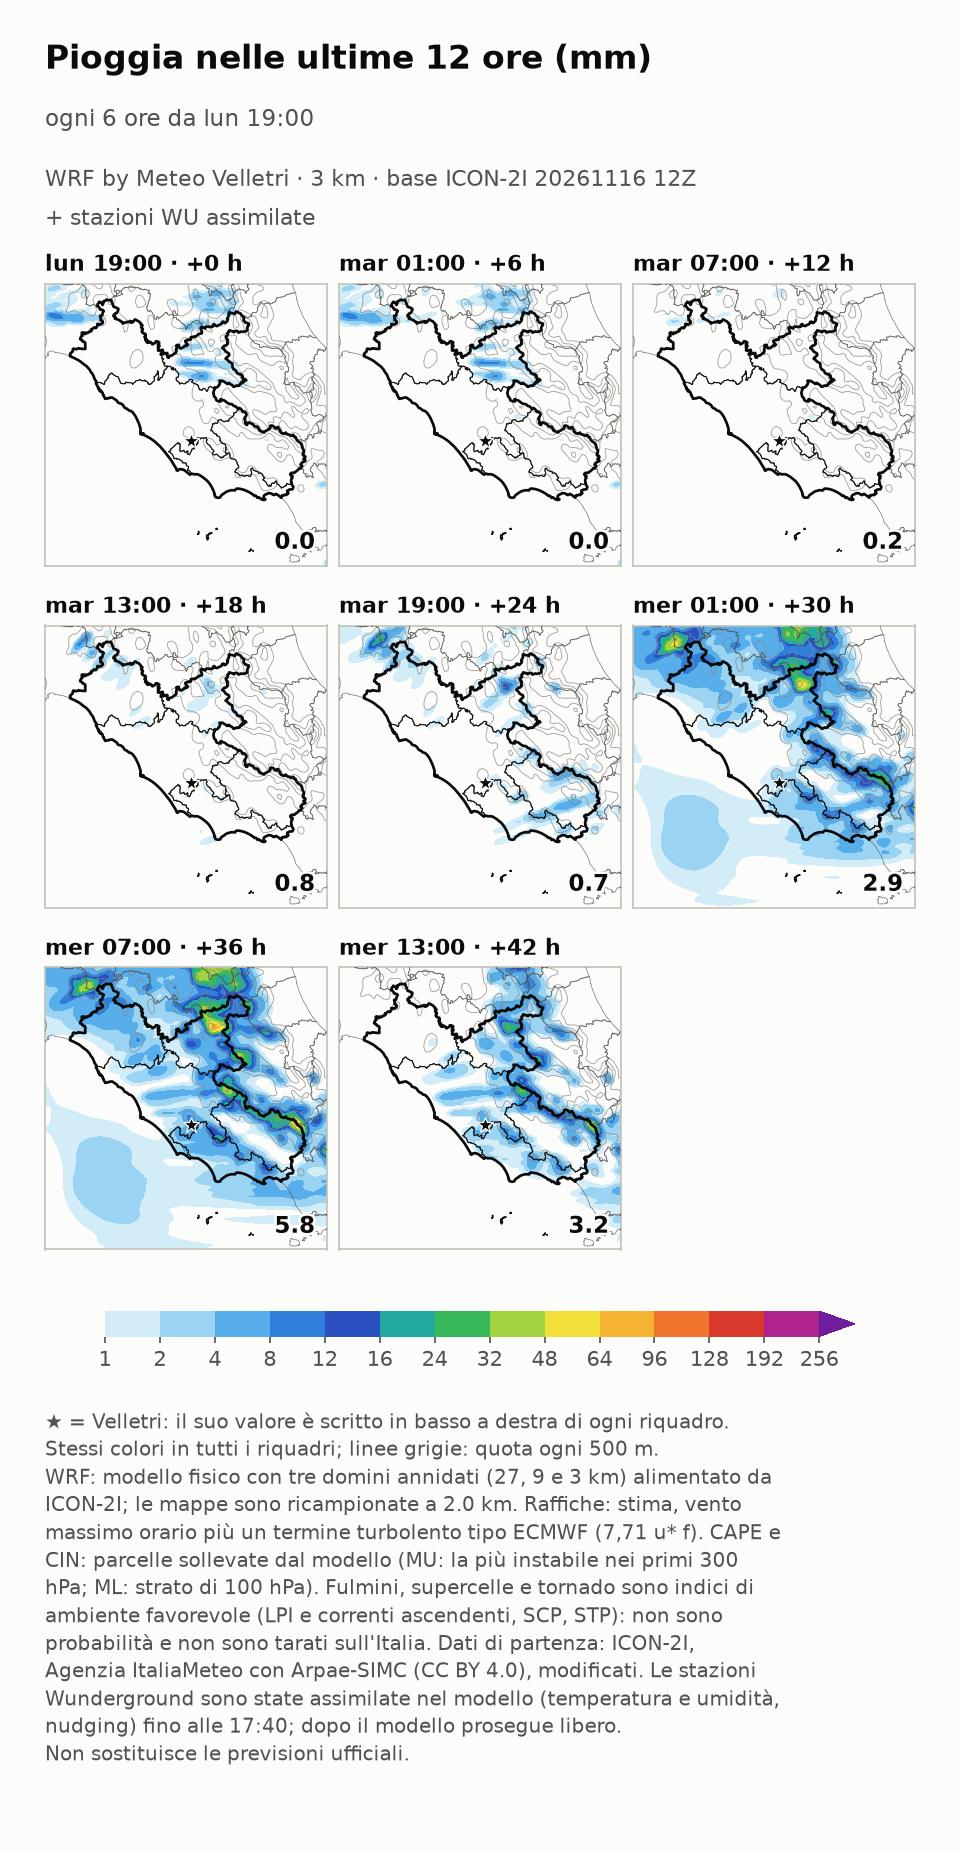 Pioggia nelle ultime 12 ore (mm)
ogni 6 ore da lun 19:00
WRF by Meteo Velletri · 3 km · base ICON-2I 20261116 12Z
+ stazioni WU assimilate
lun 19:00 · +0 h
mar 01:00 · +6 h
mar 07:00 · +12 h
0.0
0.0
0.2
mar 13:00 · +18 h
mar 19:00 · +24 h
mer 01:00 · +30 h
0.8
0.7
2.9
mer 07:00 · +36 h
mer 13:00 · +42 h
5.8
3.2
1 2 4 8 12 16 24 32 48 64 96 128 192 256
★ = Velletri: il suo valore è scritto in basso a destra di ogni riquadro.
Stessi colori in tutti i riquadri; linee grigie: quota ogni 500 m.
WRF: modello fisico con tre domini annidati (27, 9 e 3 km) alimentato da
ICON-2I; le mappe sono ricampionate a 2.0 km. Raffiche: stima, vento
massimo orario più un termine turbolento tipo ECMWF (7,71 u* f). CAPE e
CIN: parcelle sollevate dal modello (MU: la più instabile nei primi 300
hPa; ML: strato di 100 hPa). Fulmini, supercelle e tornado sono indici di
ambiente favorevole (LPI e correnti ascendenti, SCP, STP): non sono
probabilità e non sono tarati sull'Italia. Dati di partenza: ICON-2I,
Agenzia ItaliaMeteo con Arpae-SIMC (CC BY 4.0), modificati. Le stazioni
Wunderground sono state assimilate nel modello (temperatura e umidità,
nudging) fino alle 17:40; dopo il modello prosegue libero.
Non sostituisce le previsioni ufficiali.